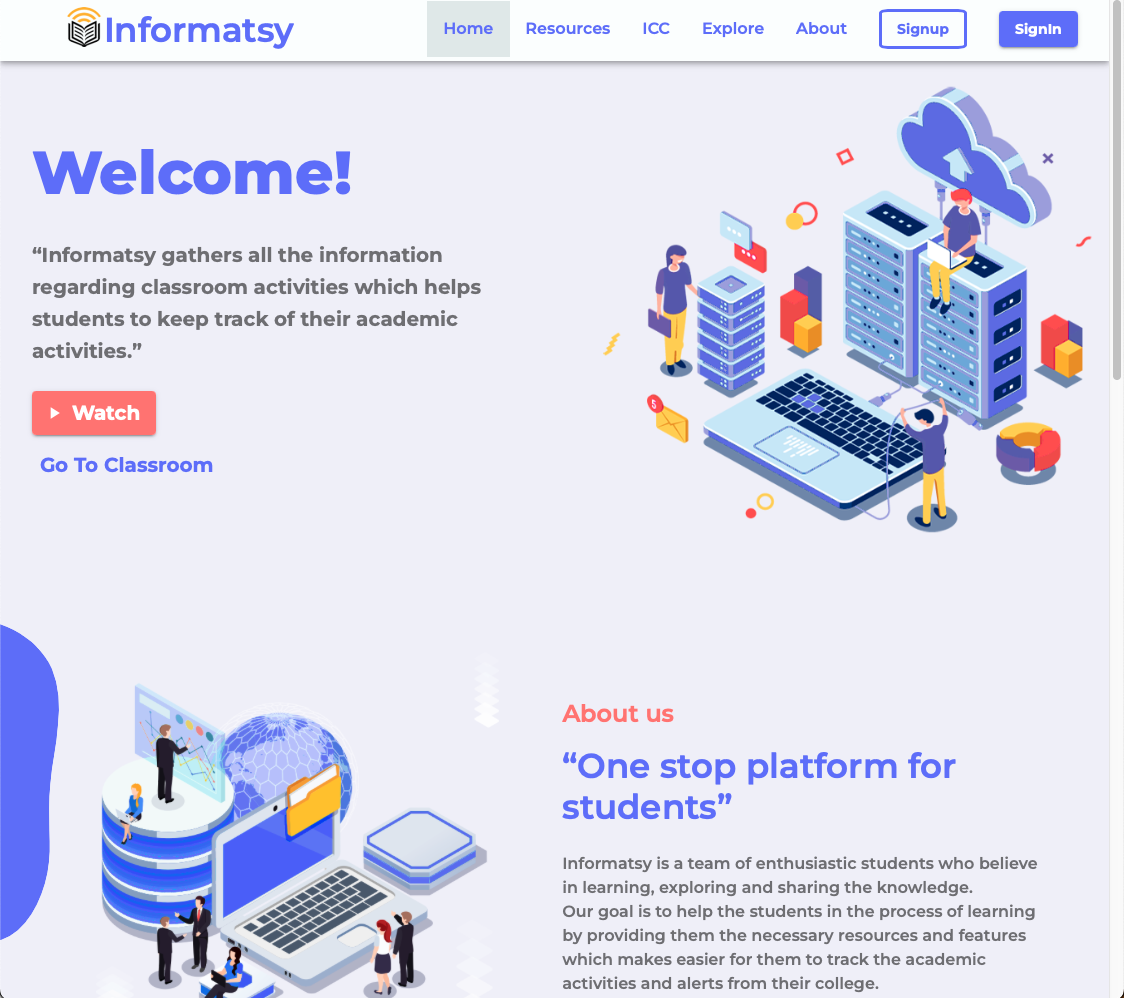 Informatsy
Home Resources ICC Explore About Signup SignIn
Welcome!
“Informatsy gathers all the information
regarding classroom activities which helps
students to keep track of their academic
activities.”
Watch
Go To Classroom
5
About us
“One stop platform for
students”
Informatsy is a team of enthusiastic students who believe
in learning, exploring and sharing the knowledge.
Our goal is to help the students in the process of learning
by providing them the necessary resources and features
which makes easier for them to track the academic
activities and alerts from their college.